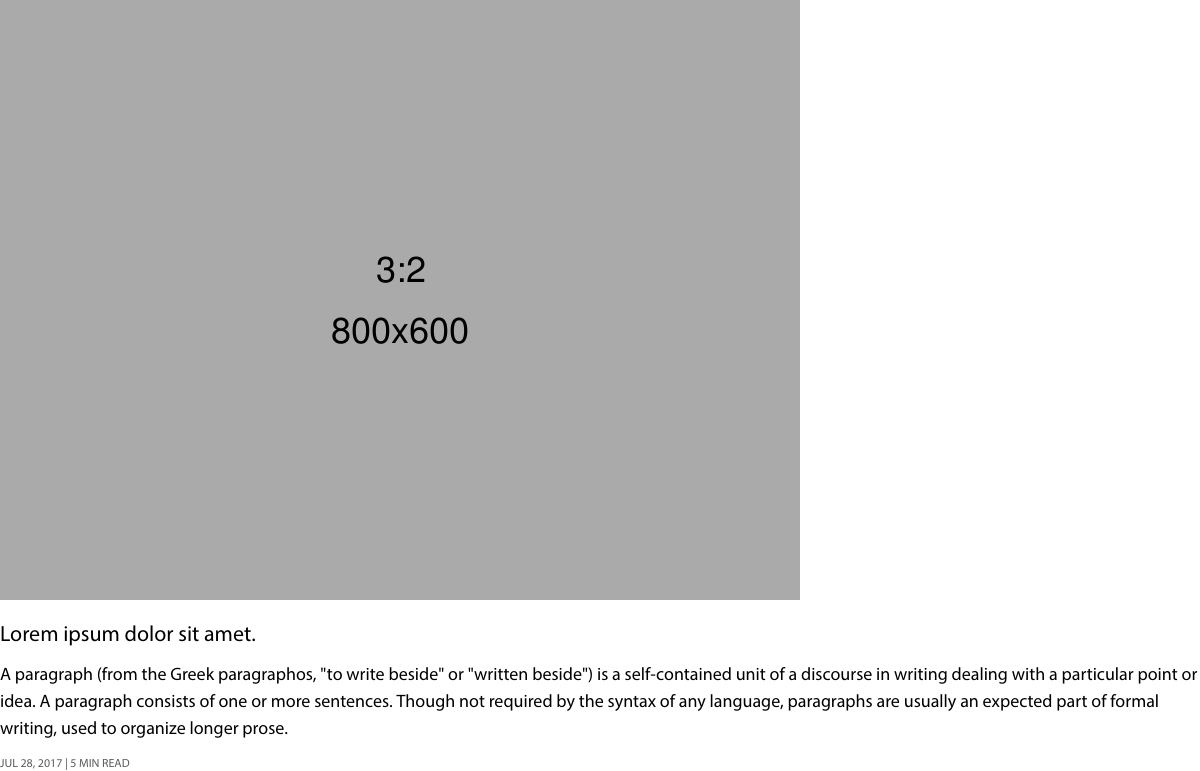 3:2
800x600
Lorem ipsum dolor sit amet.
A paragraph (from the Greek paragraphos, "to write beside" or "written beside") is a self-contained unit of a discourse in writing dealing with a particular point or
idea. A paragraph consists of one or more sentences. Though not required by the syntax of any language, paragraphs are usually an expected part of formal
writing, used to organize longer prose.
JUL 28, 2017 | 5 MIN READ